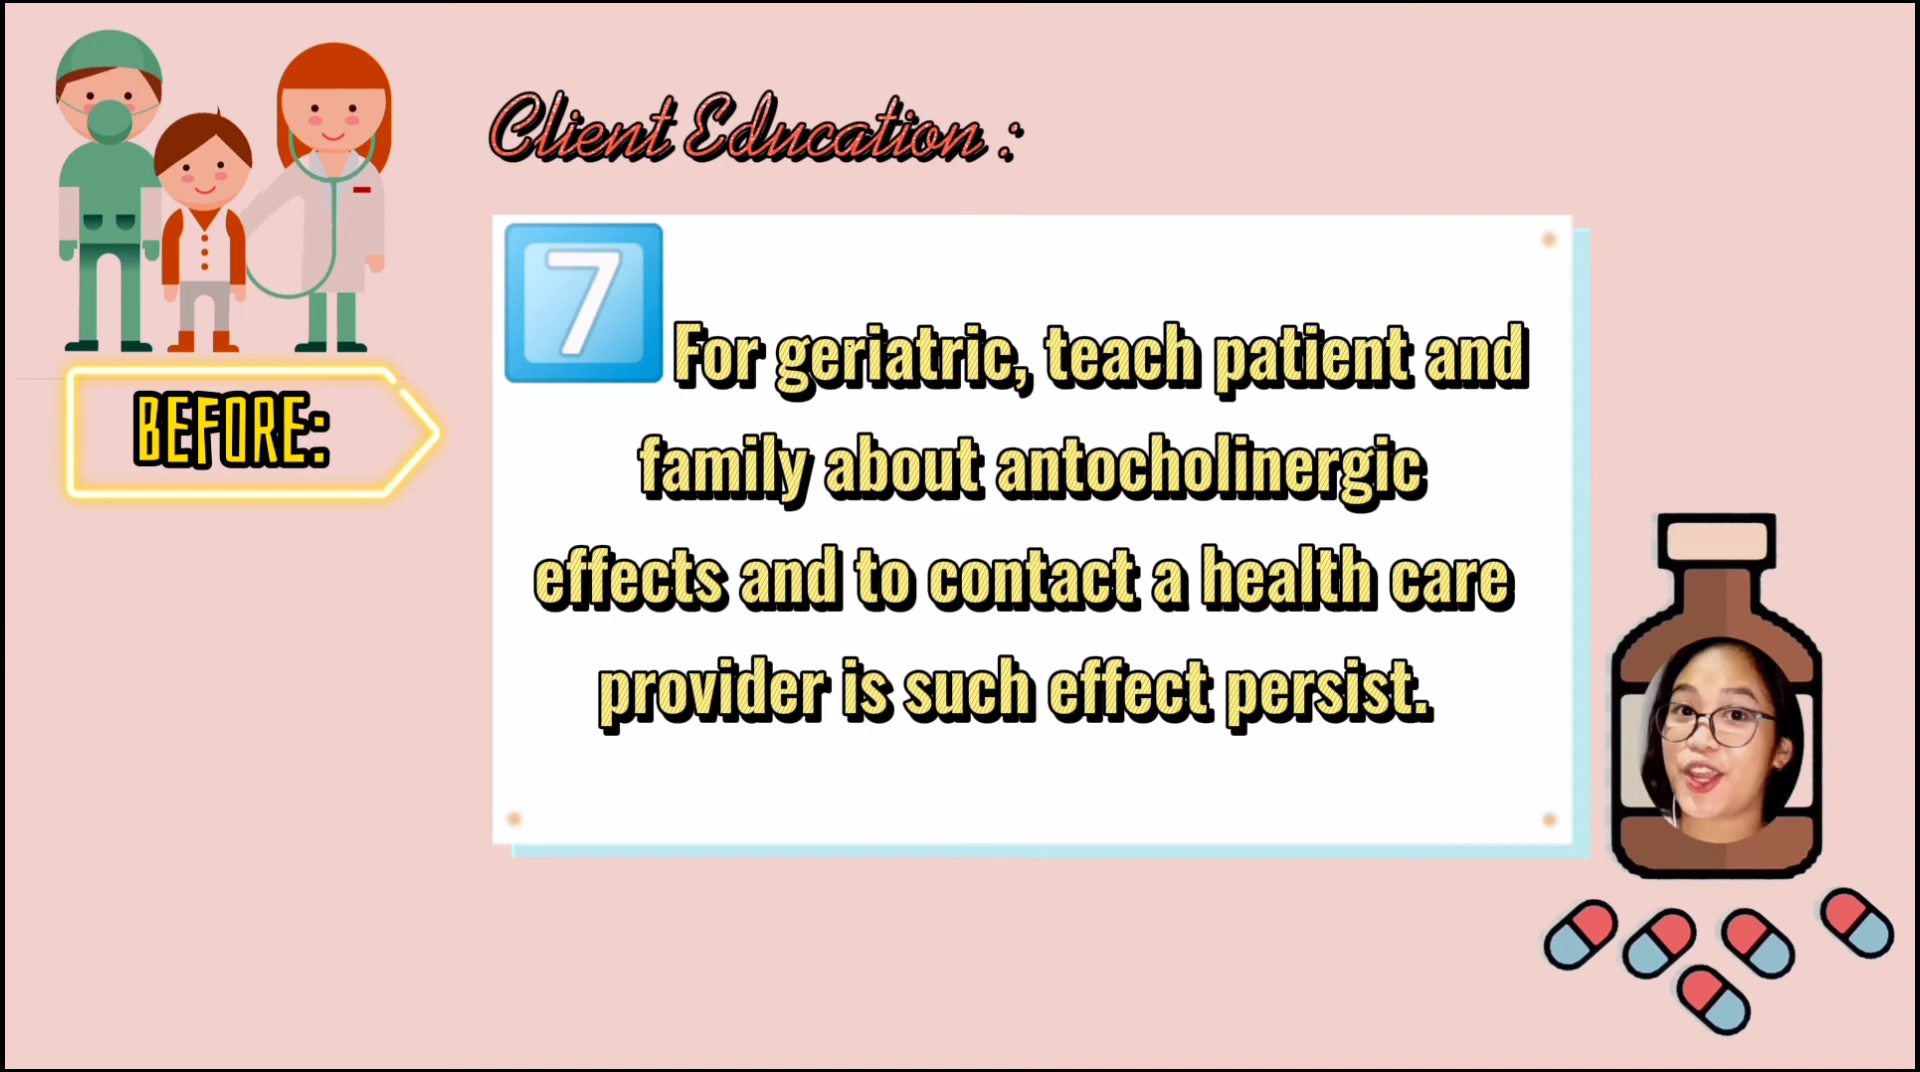 Client Education :
BEFORE:
7
For geriatric, teach patient and
family about antocholinergic
effects and to contact a health care
provider is such effect persist.